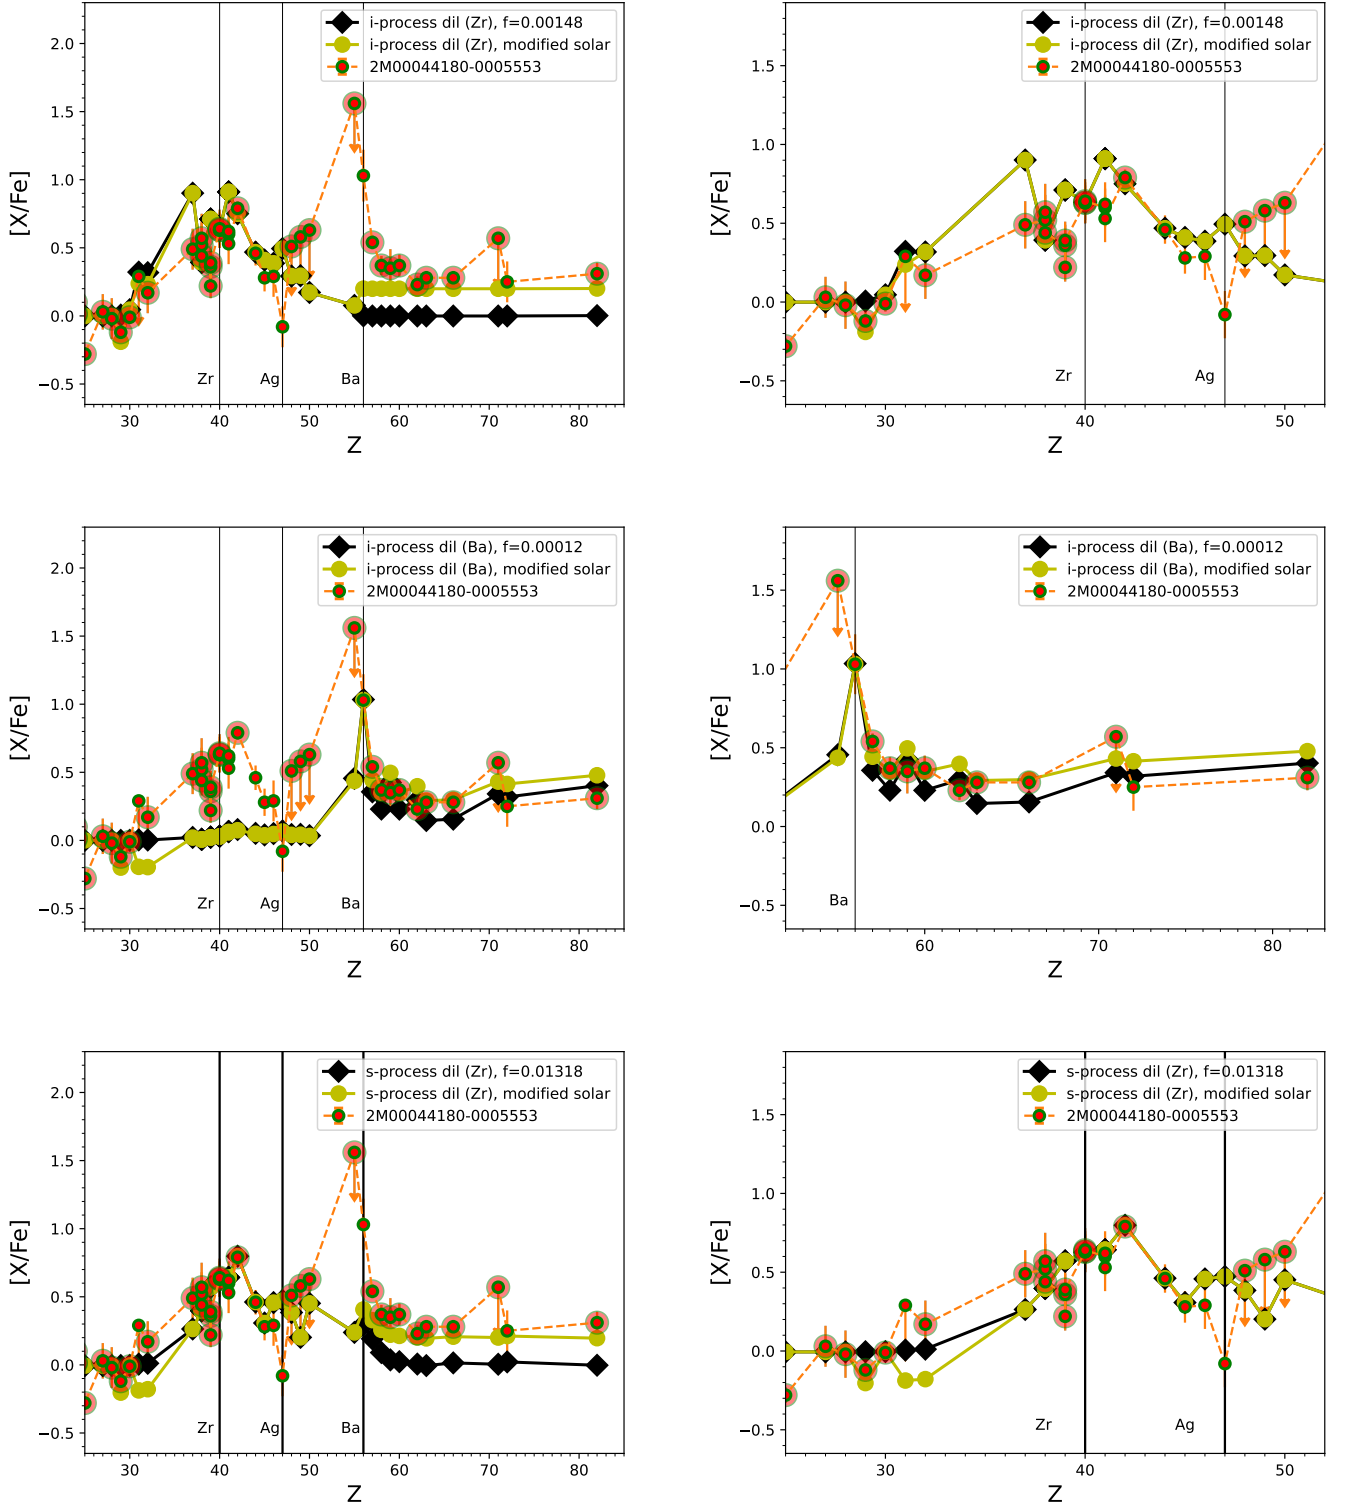 i-process dil (Zr), f=0.00148
i-process dil (Zr), modified solar
2M00044180-0005553
2.0
1.5
1.0
0.5
0.0
−0.5
[X/Fe]
Zr
Ag
Ba
30
40
50
60
70
80
Z
i-process dil (Zr), f=0.00148
i-process dil (Zr), modified solar
2M00044180-0005553
1.5
1.0
0.5
0.0
−0.5
[X/Fe]
Zr
Ag
30
40
50
Z
i-process dil (Ba), f=0.00012
i-process dil (Ba), modified solar
2M00044180-0005553
2.0
1.5
1.0
0.5
0.0
−0.5
[X/Fe]
Zr
Ag
Ba
30
40
50
60
70
80
Z
i-process dil (Ba), f=0.00012
i-process dil (Ba), modified solar
2M00044180-0005553
1.5
1.0
0.5
0.0
−0.5
[X/Fe]
Ba
60
70
80
Z
s-process dil (Zr), f=0.01318
s-process dil (Zr), modified solar
2M00044180-0005553
2.0
1.5
1.0
0.5
0.0
−0.5
[X/Fe]
Zr
Ag
Ba
30
40
50
60
70
80
Z
s-process dil (Zr), f=0.01318
s-process dil (Zr), modified solar
2M00044180-0005553
1.5
1.0
0.5
0.0
−0.5
[X/Fe]
Zr
Ag
30
40
50
Z